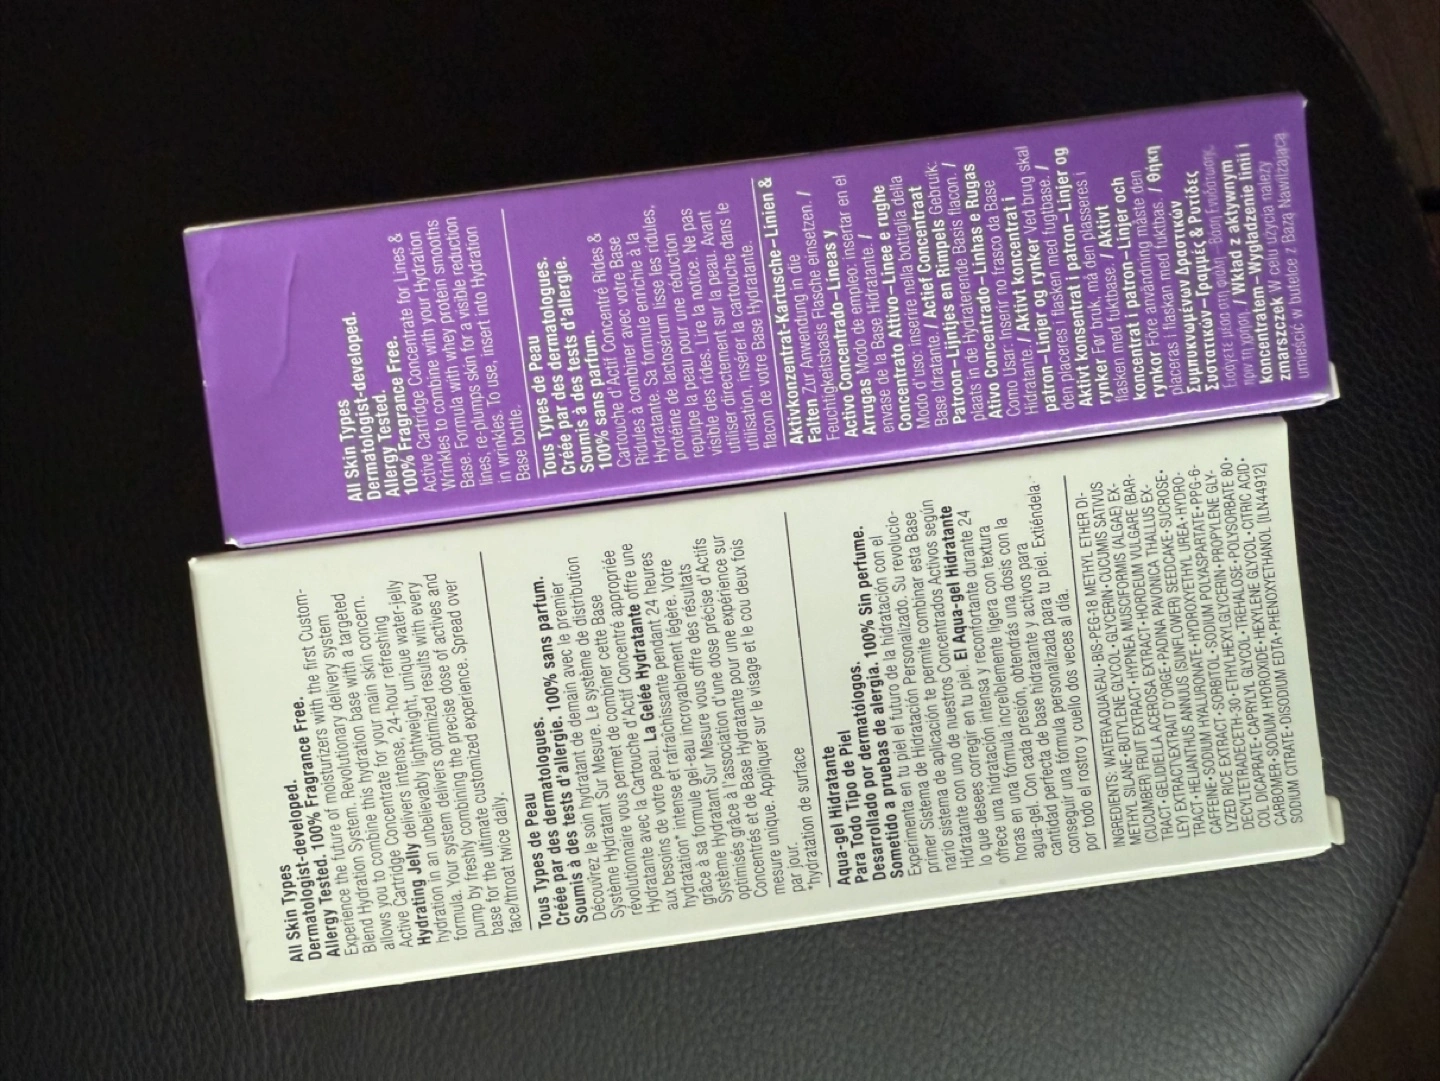 All Skin Types
Dermatologist-developed.
Allergy Tested.
100% Fragrance Free.
Active Cartridge Concentrate for Lines &
Wrinkles to combine with your Hydration
Base. Formula with whey protein smooths
lines, re-plumps skin for a visible reduction
in wrinkles. To use, insert into Hydration
Base bottle.
Tous Types de Peau
Créée par des dermatologues.
Soumis à des tests d'allergie.
100% sans parfum.
Cartouche d'Actif Concentré Rides &
Ridules à combiner avec votre Base
Hydratante. Sa formule enrichie à la
protéine de lactosérum lisse les ridules,
repulpe la peau pour une réduction
visible des rides. Lire la notice. Ne pas
utiliser directement sur la peau. Avant
utilisation, insérer la cartouche dans le
flacon de votre Base Hydratante.
Aktivkonzentrat-Kartusche – Linien &
Falten Zur Anwendung in die
Feuchtigkeitsbasis Flasche einsetzen. /
Activo Concentrado – Líneas y
Arrugas Modo de empleo: insertar en el
envase de la Base Hidratante. /
Concentrato Attivo – Linee e rughe
Modo d'uso: inserire nella bottiglia della
Base Idratante. / Actief Concentraat
Patroon – Lijntjes en Rimpels Gebruik:
plaats in de Hydraterende Basis flacon. /
Ativo Concentrado – Linhas e Rugas
Como Usar: Inserir no frasco da Base
Hidratante. / Aktivt koncentrat i
patron – Linjer og rynker Ved brug skal
den placeres i flasken med fugtbase. /
Aktivt konsentrat i patron – Linjer og
rynker Før bruk, må den plasseres i
flasken med fuktbase. / Aktivt
koncentrat i patron – Linjer och
rynkor Före användning måste den
placeras i flaskan med fuktbas. / Θήκη
Συμπυκνωμένων Δραστικών
Συστατικών – Γραμμές & Ρυτίδες
Εισάγετε μέσα στη φιάλη - Βάση Ενυδάτωσης,
πριν τη χρήση. / Wkład z aktywnym
koncentratem – Wygładzenie linii i
zmarszczek W celu użycia należy
umieścić w butelce z Bazą Nawilżającą
All Skin Types
Dermatologist-developed.
Allergy Tested. 100% Fragrance Free.
Experience the future of moisturizers with the first Custom-
Blend Hydration System. Revolutionary delivery system
allows you to combine this hydration base with a targeted
Active Cartridge Concentrate for your main skin concern.
Hydrating Jelly delivers intense, 24-hour refreshing
hydration in an unbelievably lightweight, unique water-jelly
formula. Your system delivers optimized results with every
pump by freshly combining the precise dose of actives and
base for the ultimate customized experience. Spread over
face/throat twice daily.
Tous Types de Peau
Créée par des dermatologues.
Soumis à des tests d'allergie. 100% sans parfum.
Découvrez le soin hydratant de demain avec le premier
Système Hydratant Sur Mesure. Le système de distribution
révolutionnaire vous permet de combiner cette Base
Hydratante avec la Cartouche d'Actif Concentré appropriée
aux besoins de votre peau. La Gelée Hydratante offre une
hydratation* intense et rafraîchissante pendant 24 heures
grâce à sa formule gel-eau incroyablement légère. Votre
Système Hydratant Sur Mesure vous offre des résultats
optimisés grâce à l'association d'une dose précise d'Actifs
Concentrés et de Base Hydratante pour une expérience sur
mesure unique. Appliquer sur le visage et le cou deux fois
par jour.
*hydratation de surface
Aqua-gel Hidratante
Para Todo Tipo de Piel
Desarrollado por dermatólogos.
Sometido a pruebas de alergia. 100% Sin perfume.
Experimenta en tu piel el futuro de la hidratación con el
primer Sistema de Hidratación Personalizado. Su revolucio-
nario sistema de aplicación te permite combinar esta Base
Hidratante con uno de nuestros Concentrados Activos según
lo que desees corregir en tu piel. El Aqua-gel Hidratante
ofrece una hidratación intensa y reconfortante durante 24
horas en una fórmula increíblemente ligera con textura
agua-gel. Con cada presión, obtendrás una dosis con la
cantidad perfecta de base hidratante y activos para
conseguir una fórmula personalizada para tu piel. Extiéndela
por todo el rostro y cuello dos veces al día.
INGREDIENTS: WATER\AQUA\EAU • BIS-PEG-18 METHYL ETHER DI-
METHYL SILANE • BUTYLENE GLYCOL • GLYCERIN • CUCUMIS SATIVUS
(CUCUMBER) FRUIT EXTRACT • HYPNEA MUSCIFORMIS (ALGAE) EX-
TRACT • GELIDIELLA ACEROSA EXTRACT • HORDEUM VULGARE (BAR-
LEY) EXTRACT\EXTRAIT D'ORGE • PADINA PAVONICA THALLUS EX-
TRACT • HELIANTHUS ANNUUS (SUNFLOWER) SEEDCAKE • SUCROSE •
CAFFEINE • SODIUM HYALURONATE • HYDROXYETHYL UREA • HYDRO-
LYZED RICE EXTRACT • SORBITOL • SODIUM POLYASPARTATE • PPG-6-
DECYLTETRADECETH-30 • ETHYLHEXYLGLYCERIN • PROPYLENE GLY-
COL DICAPRATE • CAPRYLYL GLYCOL • TREHALOSE • POLYSORBATE 80 •
CARBOMER • SODIUM HYDROXIDE • HEXYLENE GLYCOL • CITRIC ACID •
SODIUM CITRATE • DISODIUM EDTA • PHENOXYETHANOL [ILN44912]